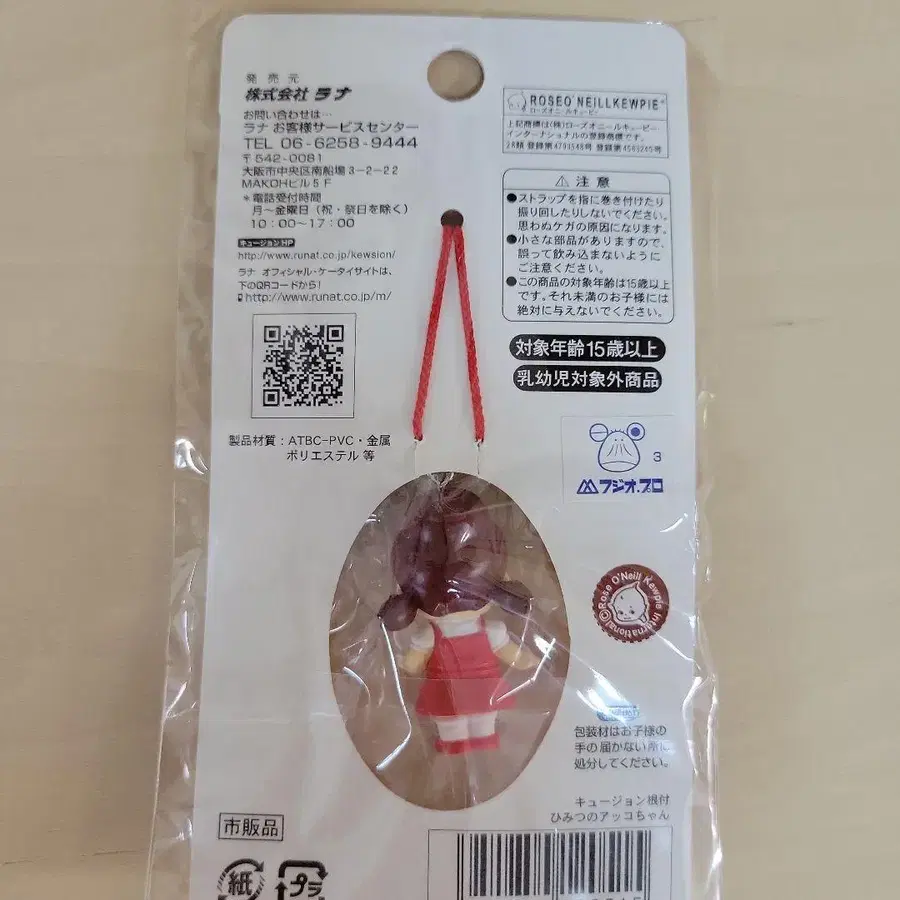 発売元
株式会社 ラナ
お問い合わせは…
ラナ お客様サービスセンター
TEL 06-6258-9444
〒542-0081
大阪市中央区南船場3-2-22
MAKOHビル5F
*電話受付時間
月〜金曜日(祝・祭日を除く)
10:00〜17:00
キュージョンHP
http://www.runat.co.jp/kewsion/
ラナ オフィシャル・ケータイサイトは、
下のQRコードから!
http://www.runat.co.jp/m/
製品材質:ATBC-PVC・金属
ポリエステル 等
ROSEO'NEILLKEWPIE®
ローズオニールキューピー
上記商標は(株)ローズオニールキューピー・
インターナショナルの登録商標です。
⚠ 注意
●ストラップを指に巻き付けたり
振り回したりしないでください。
思わぬケガの原因になります。
●小さな部品がありますので、
誤って飲み込まないように
ご注意ください。
●この商品の対象年齢は15歳以上
です。それ未満のお子様には
絶対に与えないでください。
対象年齢15歳以上
乳幼児対象外商品
3
フジオ.プロ
©Rose O'Neill Kewpie International
包装材はお子様の
手の届かない所に
処分してください。
キュージョン根付
ひみつのアッコちゃん
市販品
紙
プラ